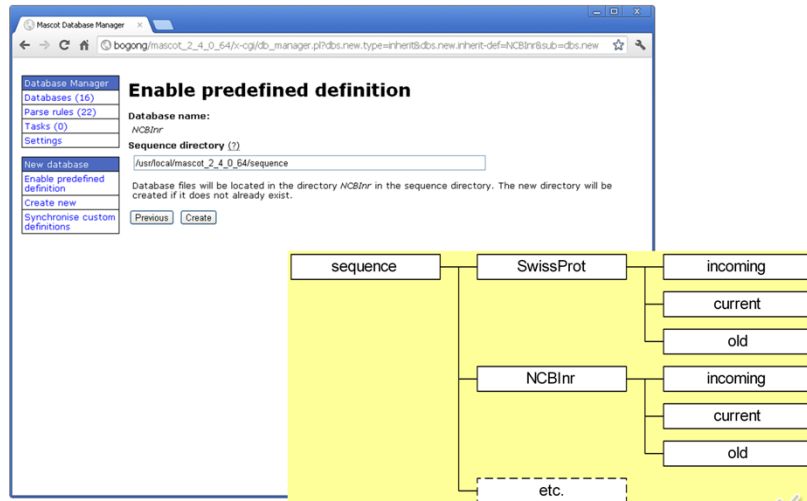 Mascot Database Manager
bogong/mascot_2_4_0_64/x-cgi/db_manager.pl?dbs.new.type=inherit&dbs.new.inherit-def=NCBInr&sub=dbs.new
Database Manager
Databases (16)
Parse rules (22)
Tasks (0)
Settings
New database
Enable predefined
definition
Create new
Synchronise custom
definitions
Enable predefined definition
Database name:
NCBInr
Sequence directory (?)
/usr/local/mascot_2_4_0_64/sequence
Database files will be located in the directory NCBInr in the sequence directory. The new directory will be
created if it does not already exist.
Previous Create
sequence SwissProt incoming
current
old
NCBInr incoming
current
old
etc.